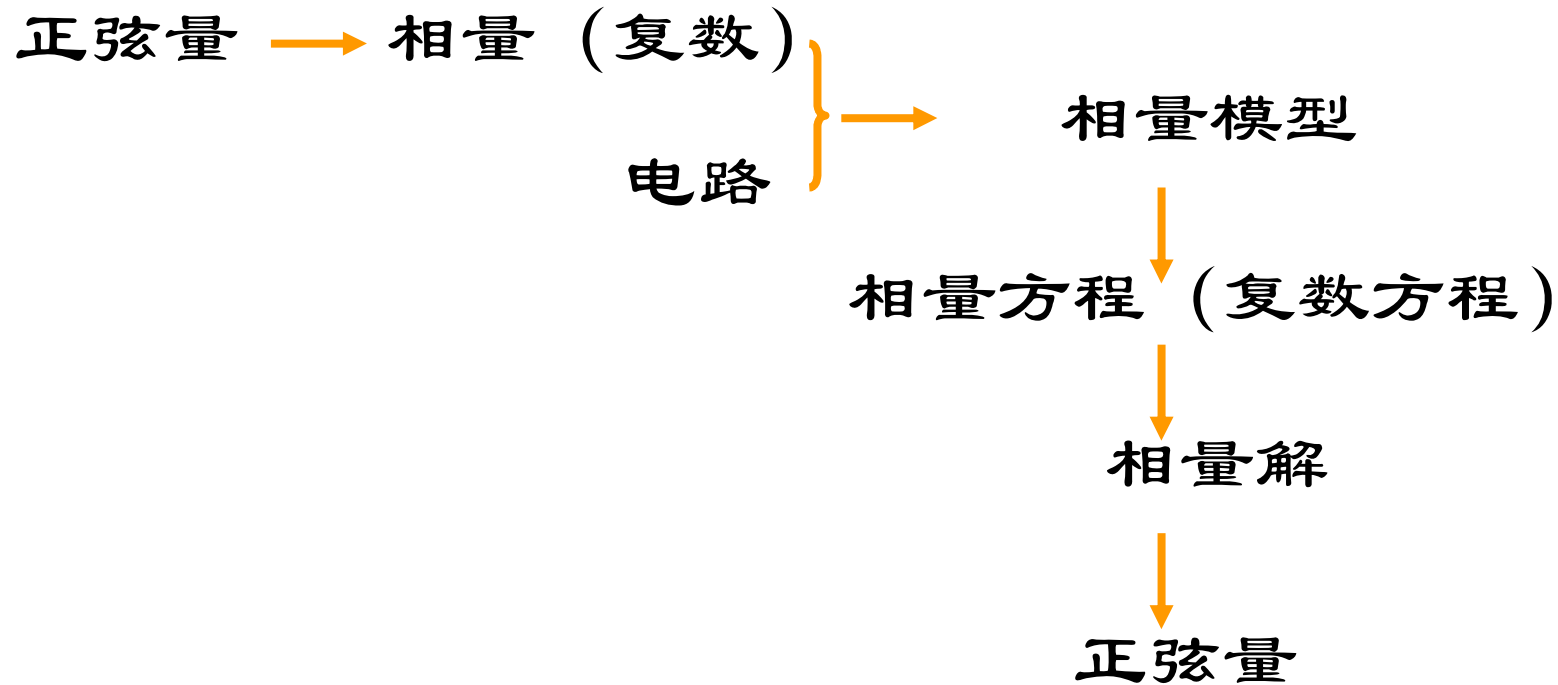 正弦量 相量（复数）
电路
相量模型
相量方程（复数方程）
相量解
正弦量